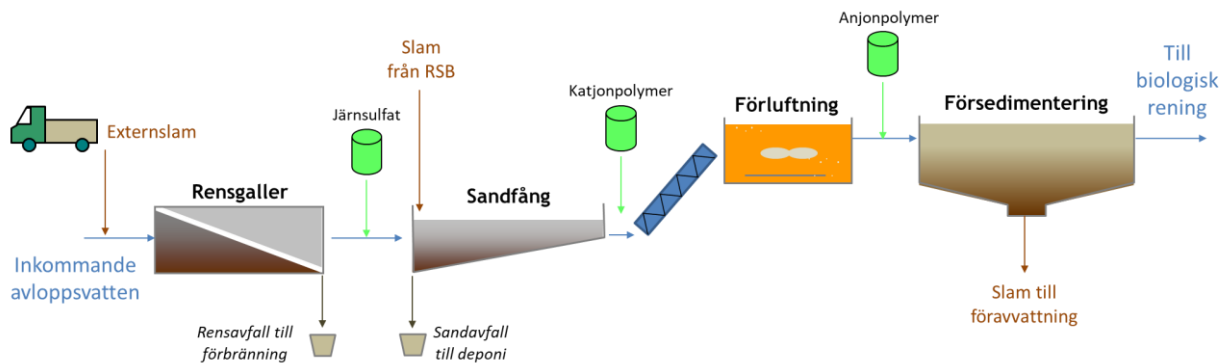 Externslam
Inkommande
avloppsvatten
Rensgaller
Rensavfall till
förbränning
Järnsulfat
Slam
från RSB
Sandfång
Sandavfall
till deponi
Katjonpolymer
Förluftning
Anjonpolymer
Försedimentering
Slam till
föravvattning
Till
biologisk
rening